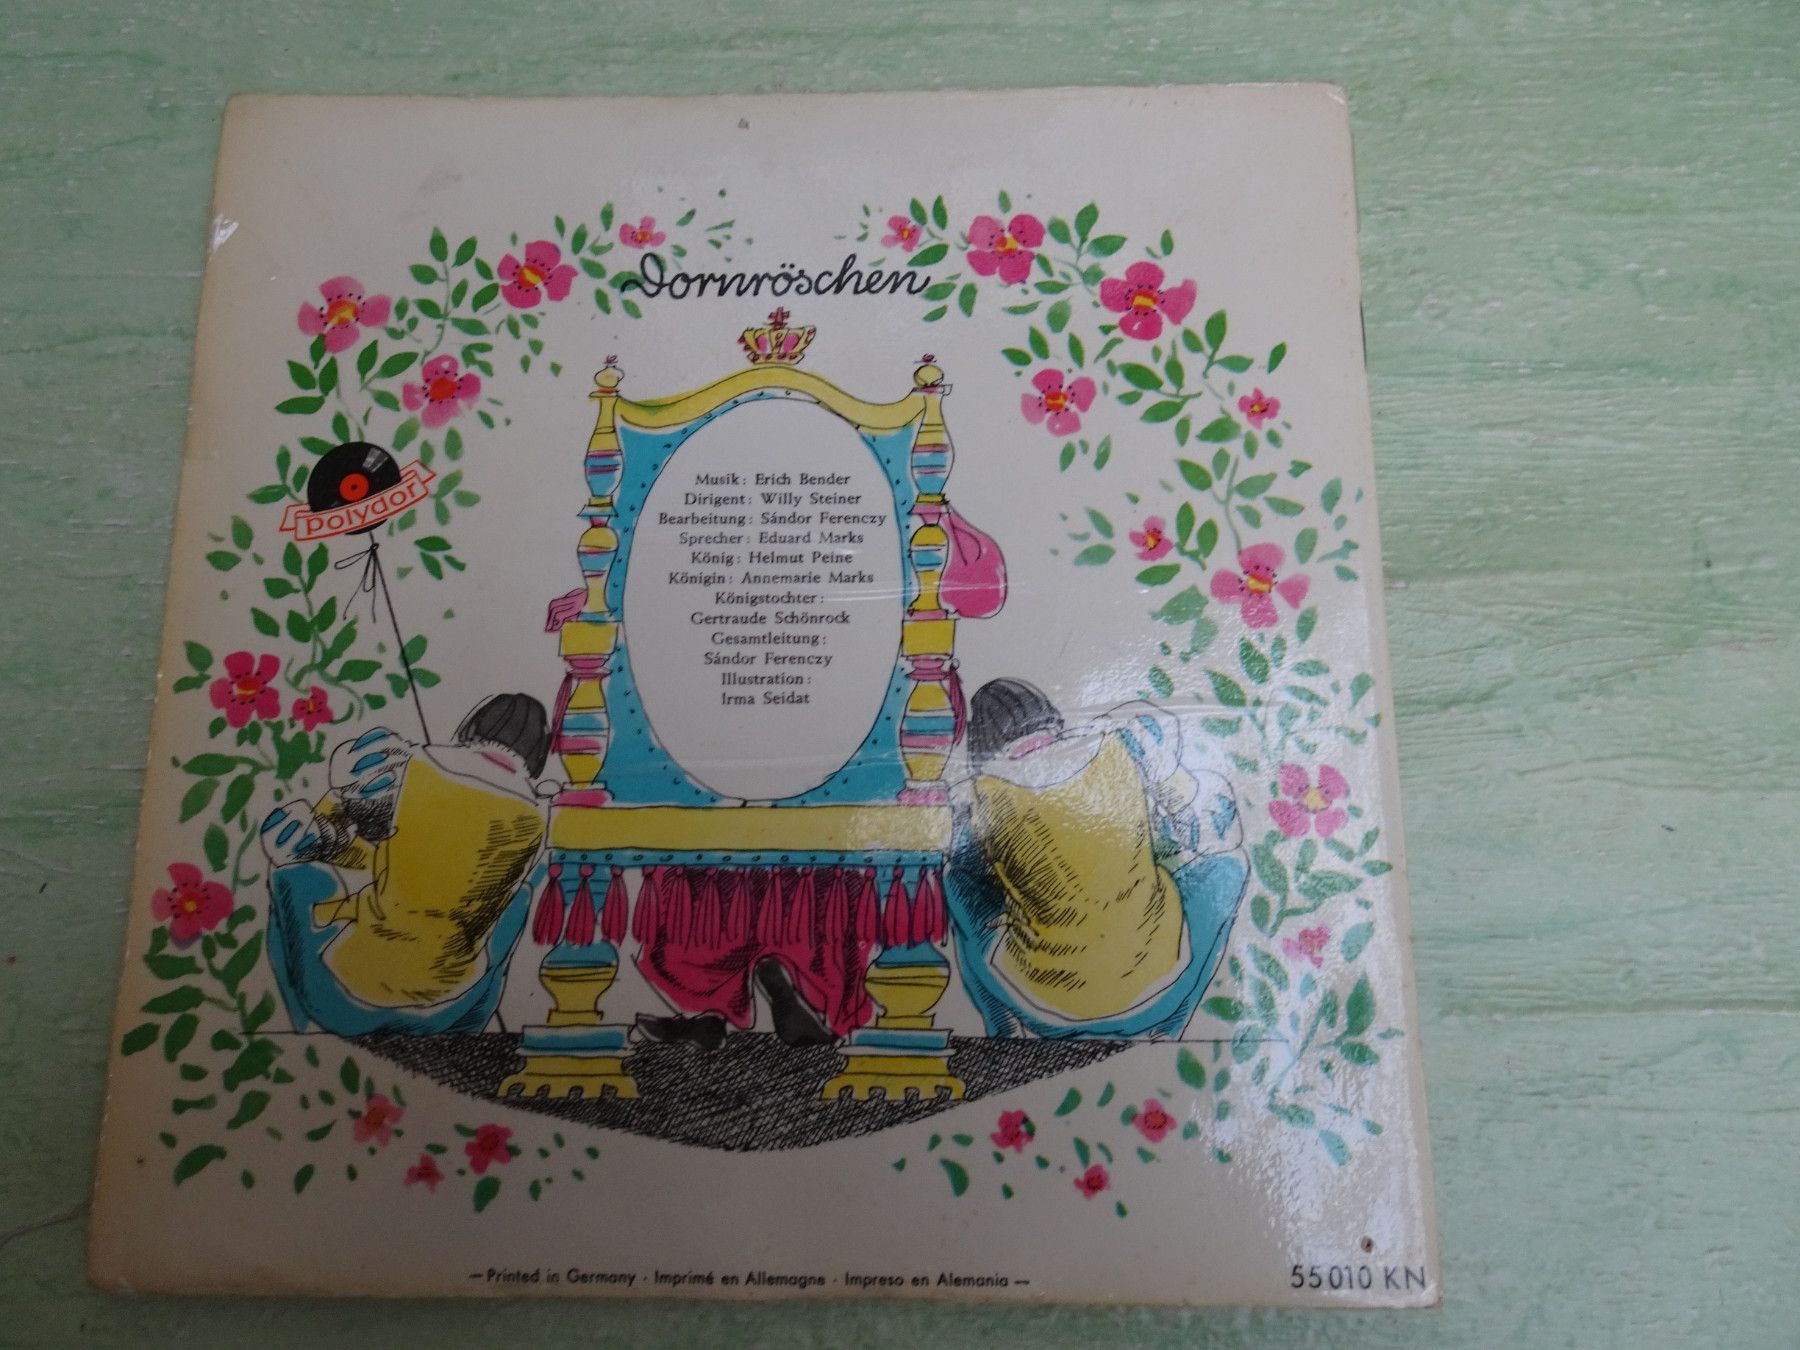 Dornröschen
polydor
Musik: Erich Bender
Dirigent: Willy Steiner
Bearbeitung: Sándor Ferenczy
Sprecher: Eduard Marks
König: Helmut Peine
Königin: Annemarie Marks
Königstochter:
Gertraude Schönrock
Gesamtleitung:
Sándor Ferenczy
Illustration:
Irma Seidat
— Printed in Germany · Imprimé en Allemagne · Impreso en Alemania —
55010 KN